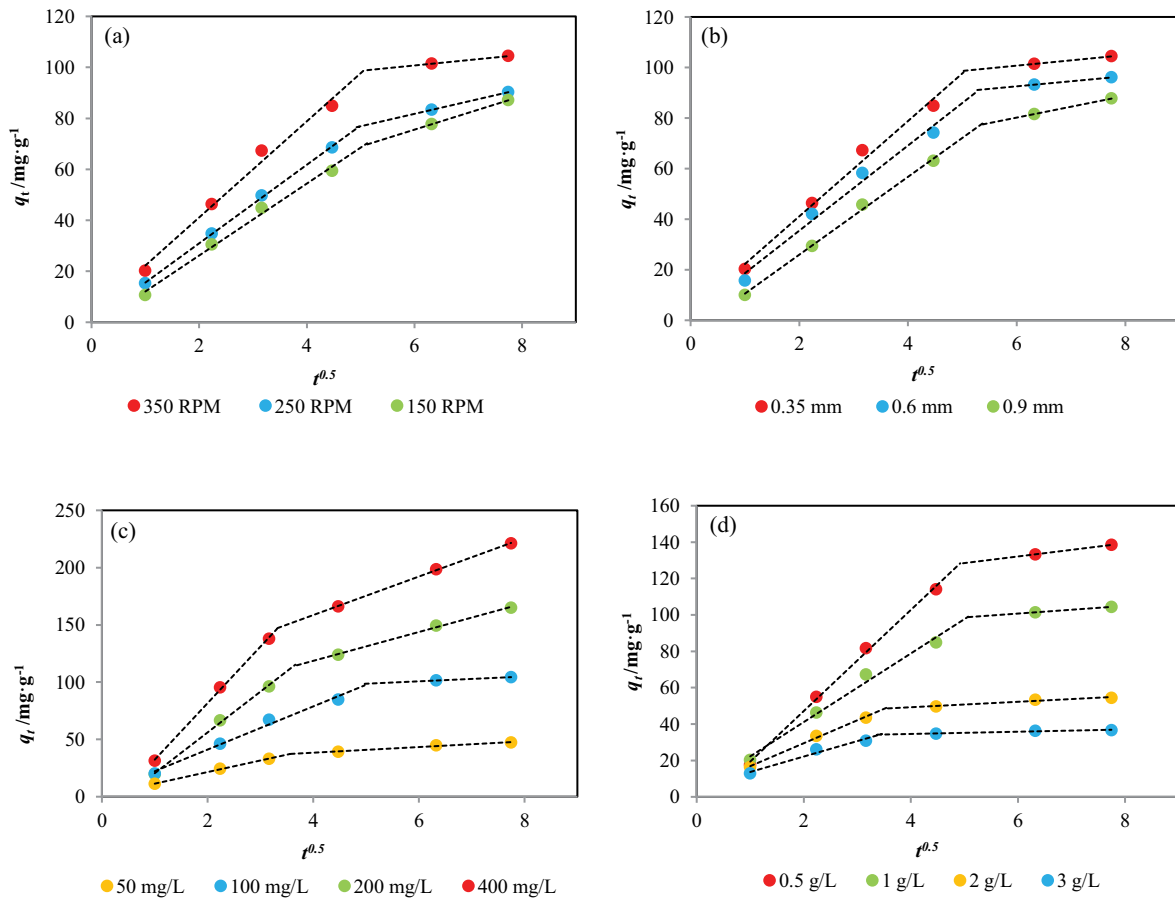 (a)
120
100
80
60
40
20
0
q_t /mg·g⁻¹
0 2 4 6 8
t^0.5
350 RPM 250 RPM 150 RPM
(b)
120
100
80
60
40
20
0
q_t /mg·g⁻¹
0 2 4 6 8
t^0.5
0.35 mm 0.6 mm 0.9 mm
(c)
250
200
150
100
50
0
q_t /mg·g⁻¹
0 2 4 6 8
t^0.5
50 mg/L 100 mg/L 200 mg/L 400 mg/L
(d)
160
140
120
100
80
60
40
20
0
q_t /mg·g⁻¹
0 2 4 6 8
t^0.5
0.5 g/L 1 g/L 2 g/L 3 g/L